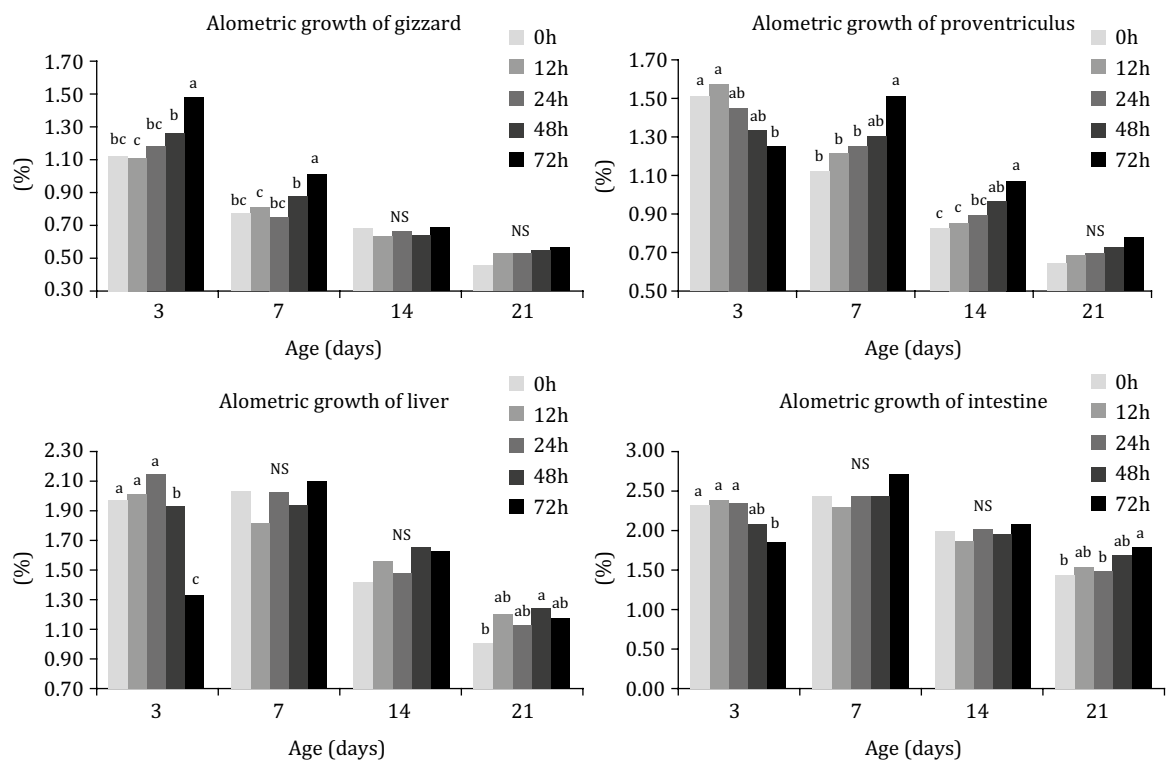 Alometric growth of gizzard
0h
12h
24h
48h
72h
(%)
1.70
1.50
1.30
1.10
0.90
0.70
0.50
0.30
bc c bc b a
bc c bc b a
NS
NS
3 7 14 21
Age (days)
Alometric growth of proventriculus
0h
12h
24h
48h
72h
(%)
1.70
1.50
1.30
1.10
0.90
0.70
0.50
a a ab ab b
b b b ab a
c c bc ab a
NS
3 7 14 21
Age (days)
Alometric growth of liver
0h
12h
24h
48h
72h
(%)
2.30
2.10
1.90
1.70
1.50
1.30
1.10
0.90
0.70
a a a b c
NS
NS
b ab ab a ab
3 7 14 21
Age (days)
Alometric growth of intestine
0h
12h
24h
48h
72h
(%)
3.00
2.50
2.00
1.50
1.00
0.50
0.00
a a a ab b
NS
NS
b ab b ab a
3 7 14 21
Age (days)